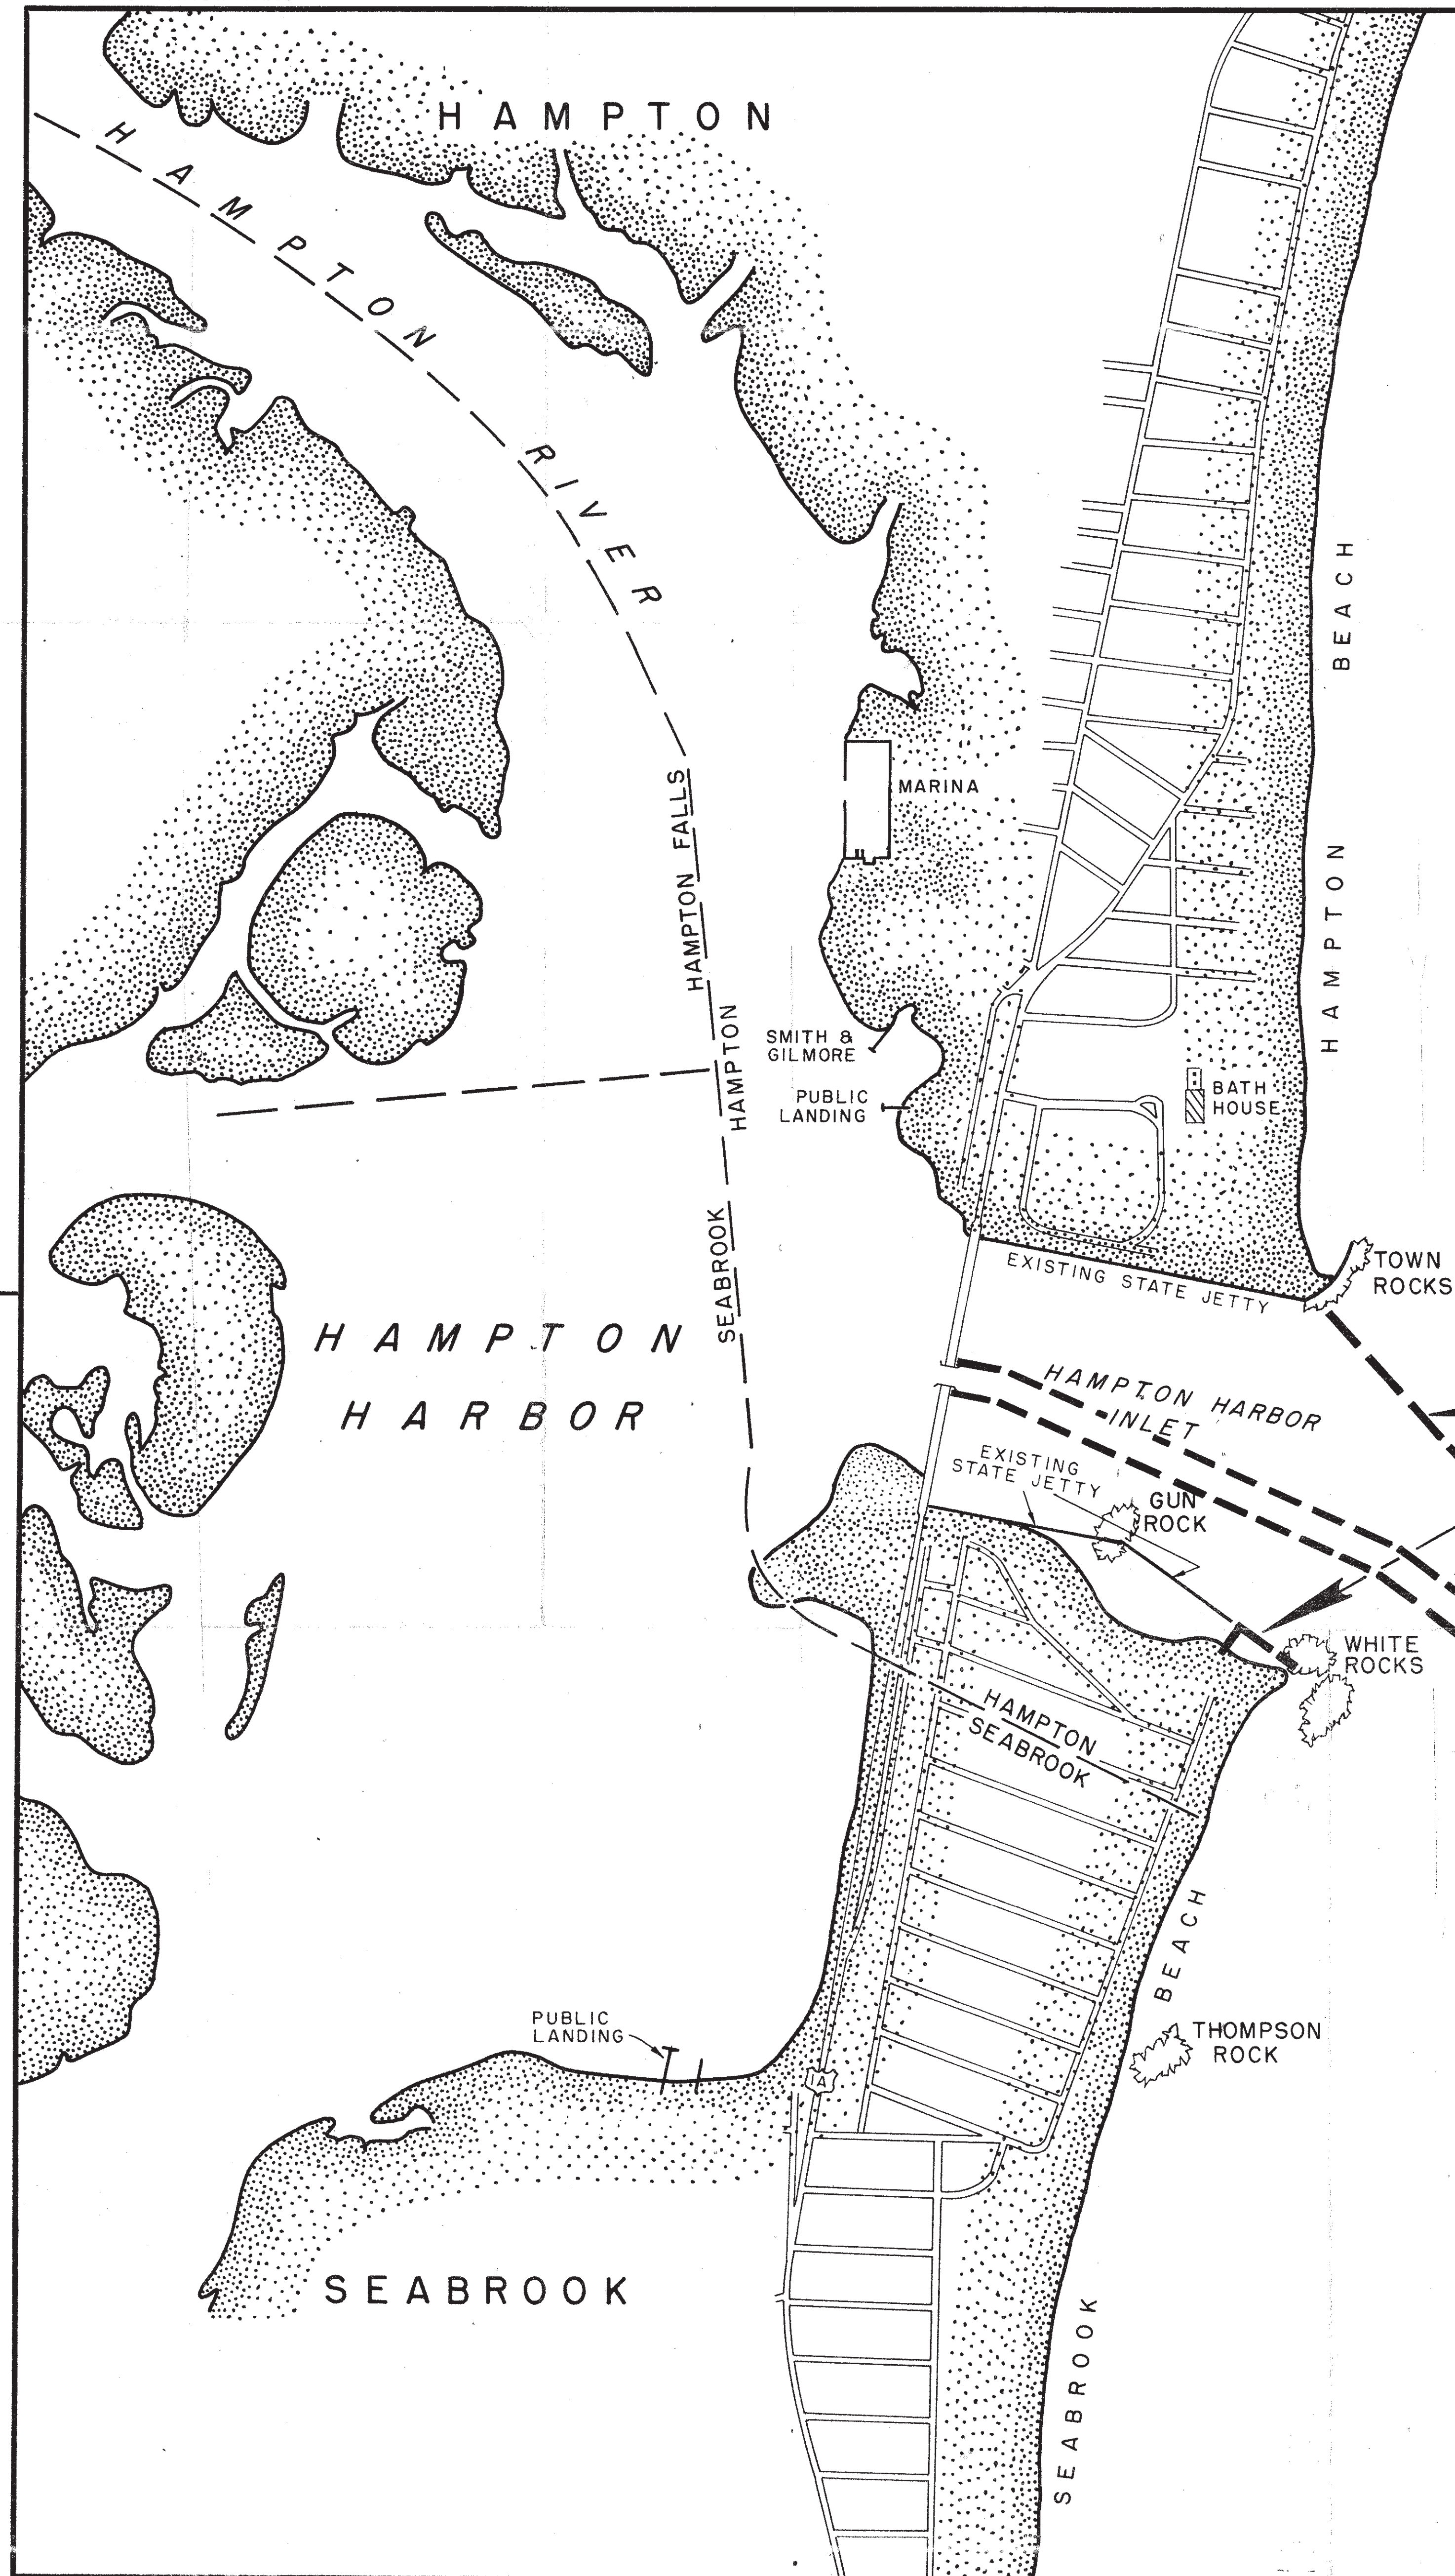 HAMPTON
HAMPTON RIVER
HAMPTON BEACH
HAMPTON FALLS
MARINA
HAMPTON
SMITH &
GILMORE
PUBLIC
LANDING
BATH
HOUSE
SEABROOK
EXISTING STATE JETTY
TOWN
ROCKS
HAMPTON
HARBOR
HAMPTON HARBOR
INLET
EXISTING
STATE JETTY
GUN
ROCK
WHITE
ROCKS
HAMPTON
SEABROOK
SEABROOK BEACH
PUBLIC
LANDING
1A
THOMPSON
ROCK
SEABROOK